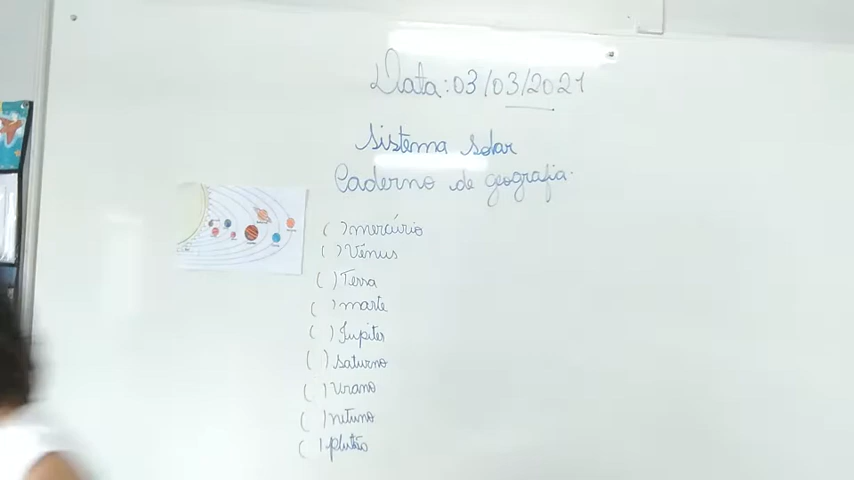 Data: 03/03/2021
Sistema Solar
Caderno de geografia.
( ) mercúrio
( ) Vênus
( ) Terra
( ) marte
( ) Jupiter
( ) saturno
( ) Urano
( ) netuno
( ) plutão